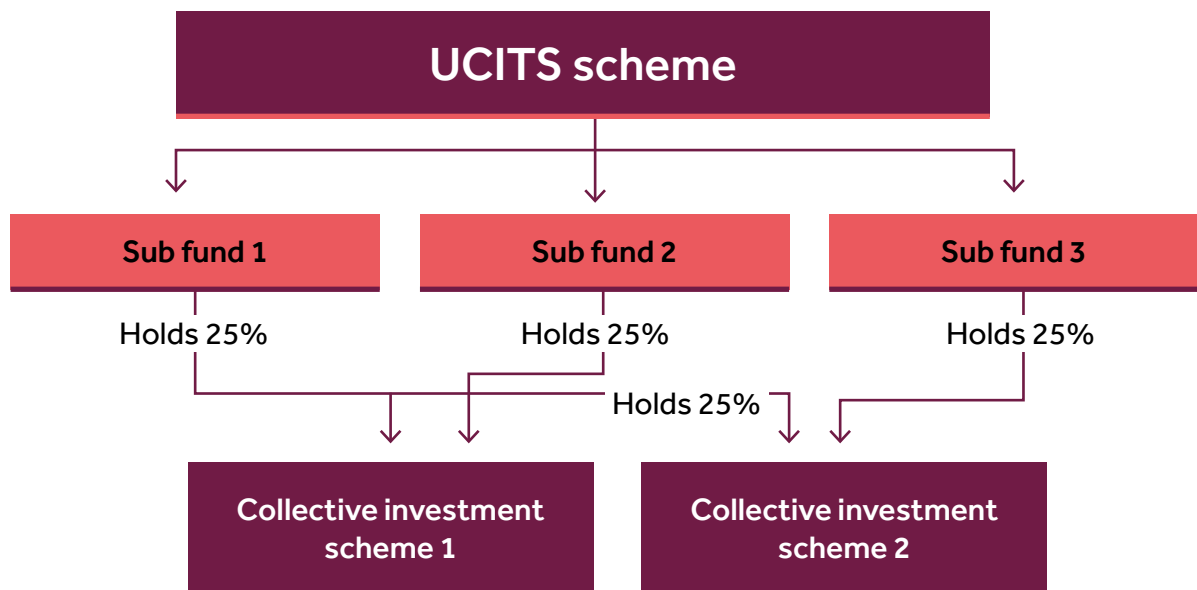 UCITS scheme
Sub fund 1
Sub fund 2
Sub fund 3
Holds 25%
Holds 25%
Holds 25%
Holds 25%
Collective investment
scheme 1
Collective investment
scheme 2